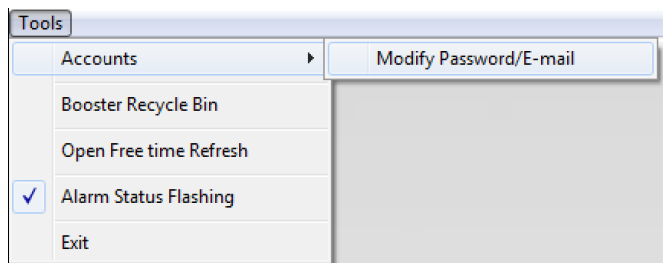 Tools
Accounts
Modify Password/E-mail
Booster Recycle Bin
Open Free time Refresh
Alarm Status Flashing
Exit